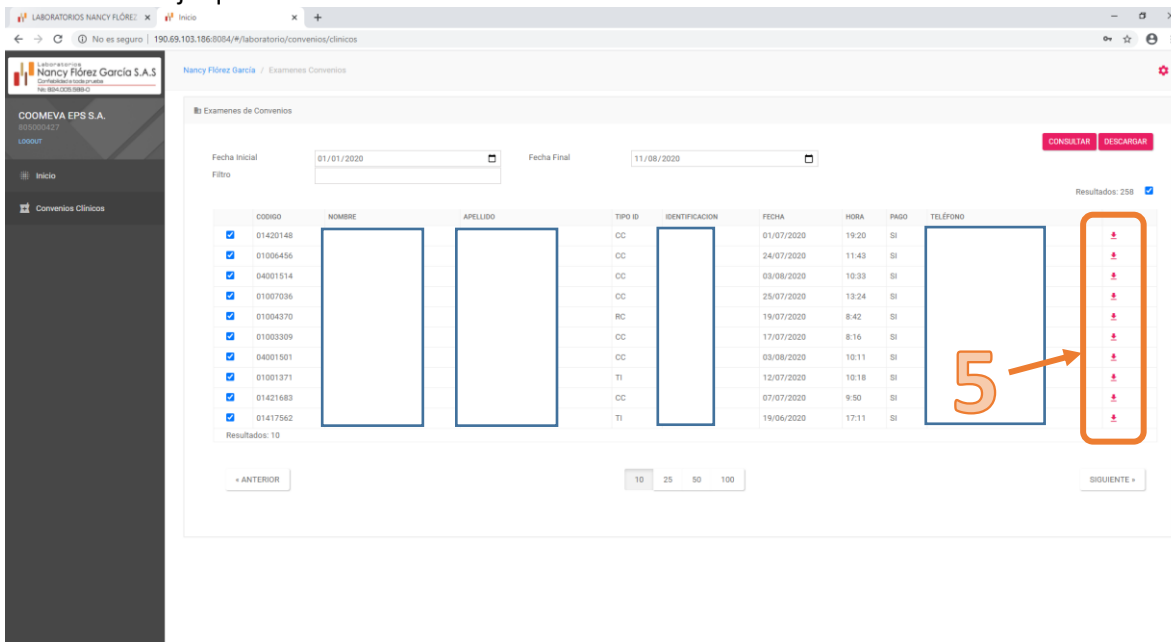 LABORATORIOS NANCY FLÓREZ
Inicio
No es seguro | 190.69.103.186:8084/#/laboratorio/convenios/clinicos
Laboratorios
Nancy Flórez García S.A.S
Confiabilidad a toda prueba
COOMEVA EPS S.A.
805000427
LOGOUT
Inicio
Convenios Clínicos
Nancy Flórez García / Examenes Convenios
Examenes de Convenios
CONSULTAR DESCARGAR
Fecha Inicial 01/01/2020 Fecha Final 11/08/2020
Filtro
Resultados: 258
CODIGO NOMBRE APELLIDO TIPO ID IDENTIFICACION FECHA HORA PAGO TELÉFONO
01420148 CC 01/07/2020 19:20 SI
01006456 CC 24/07/2020 11:43 SI
04001514 CC 03/08/2020 10:33 SI
01007036 CC 25/07/2020 13:24 SI
01004370 RC 19/07/2020 8:42 SI
01003309 CC 17/07/2020 8:16 SI
04001501 CC 03/08/2020 10:11 SI
01001371 TI 12/07/2020 10:18 SI
01421683 CC 07/07/2020 9:50 SI
01417562 TI 19/06/2020 17:11 SI
5
Resultados: 10
« ANTERIOR 10 25 50 100 SIGUIENTE »